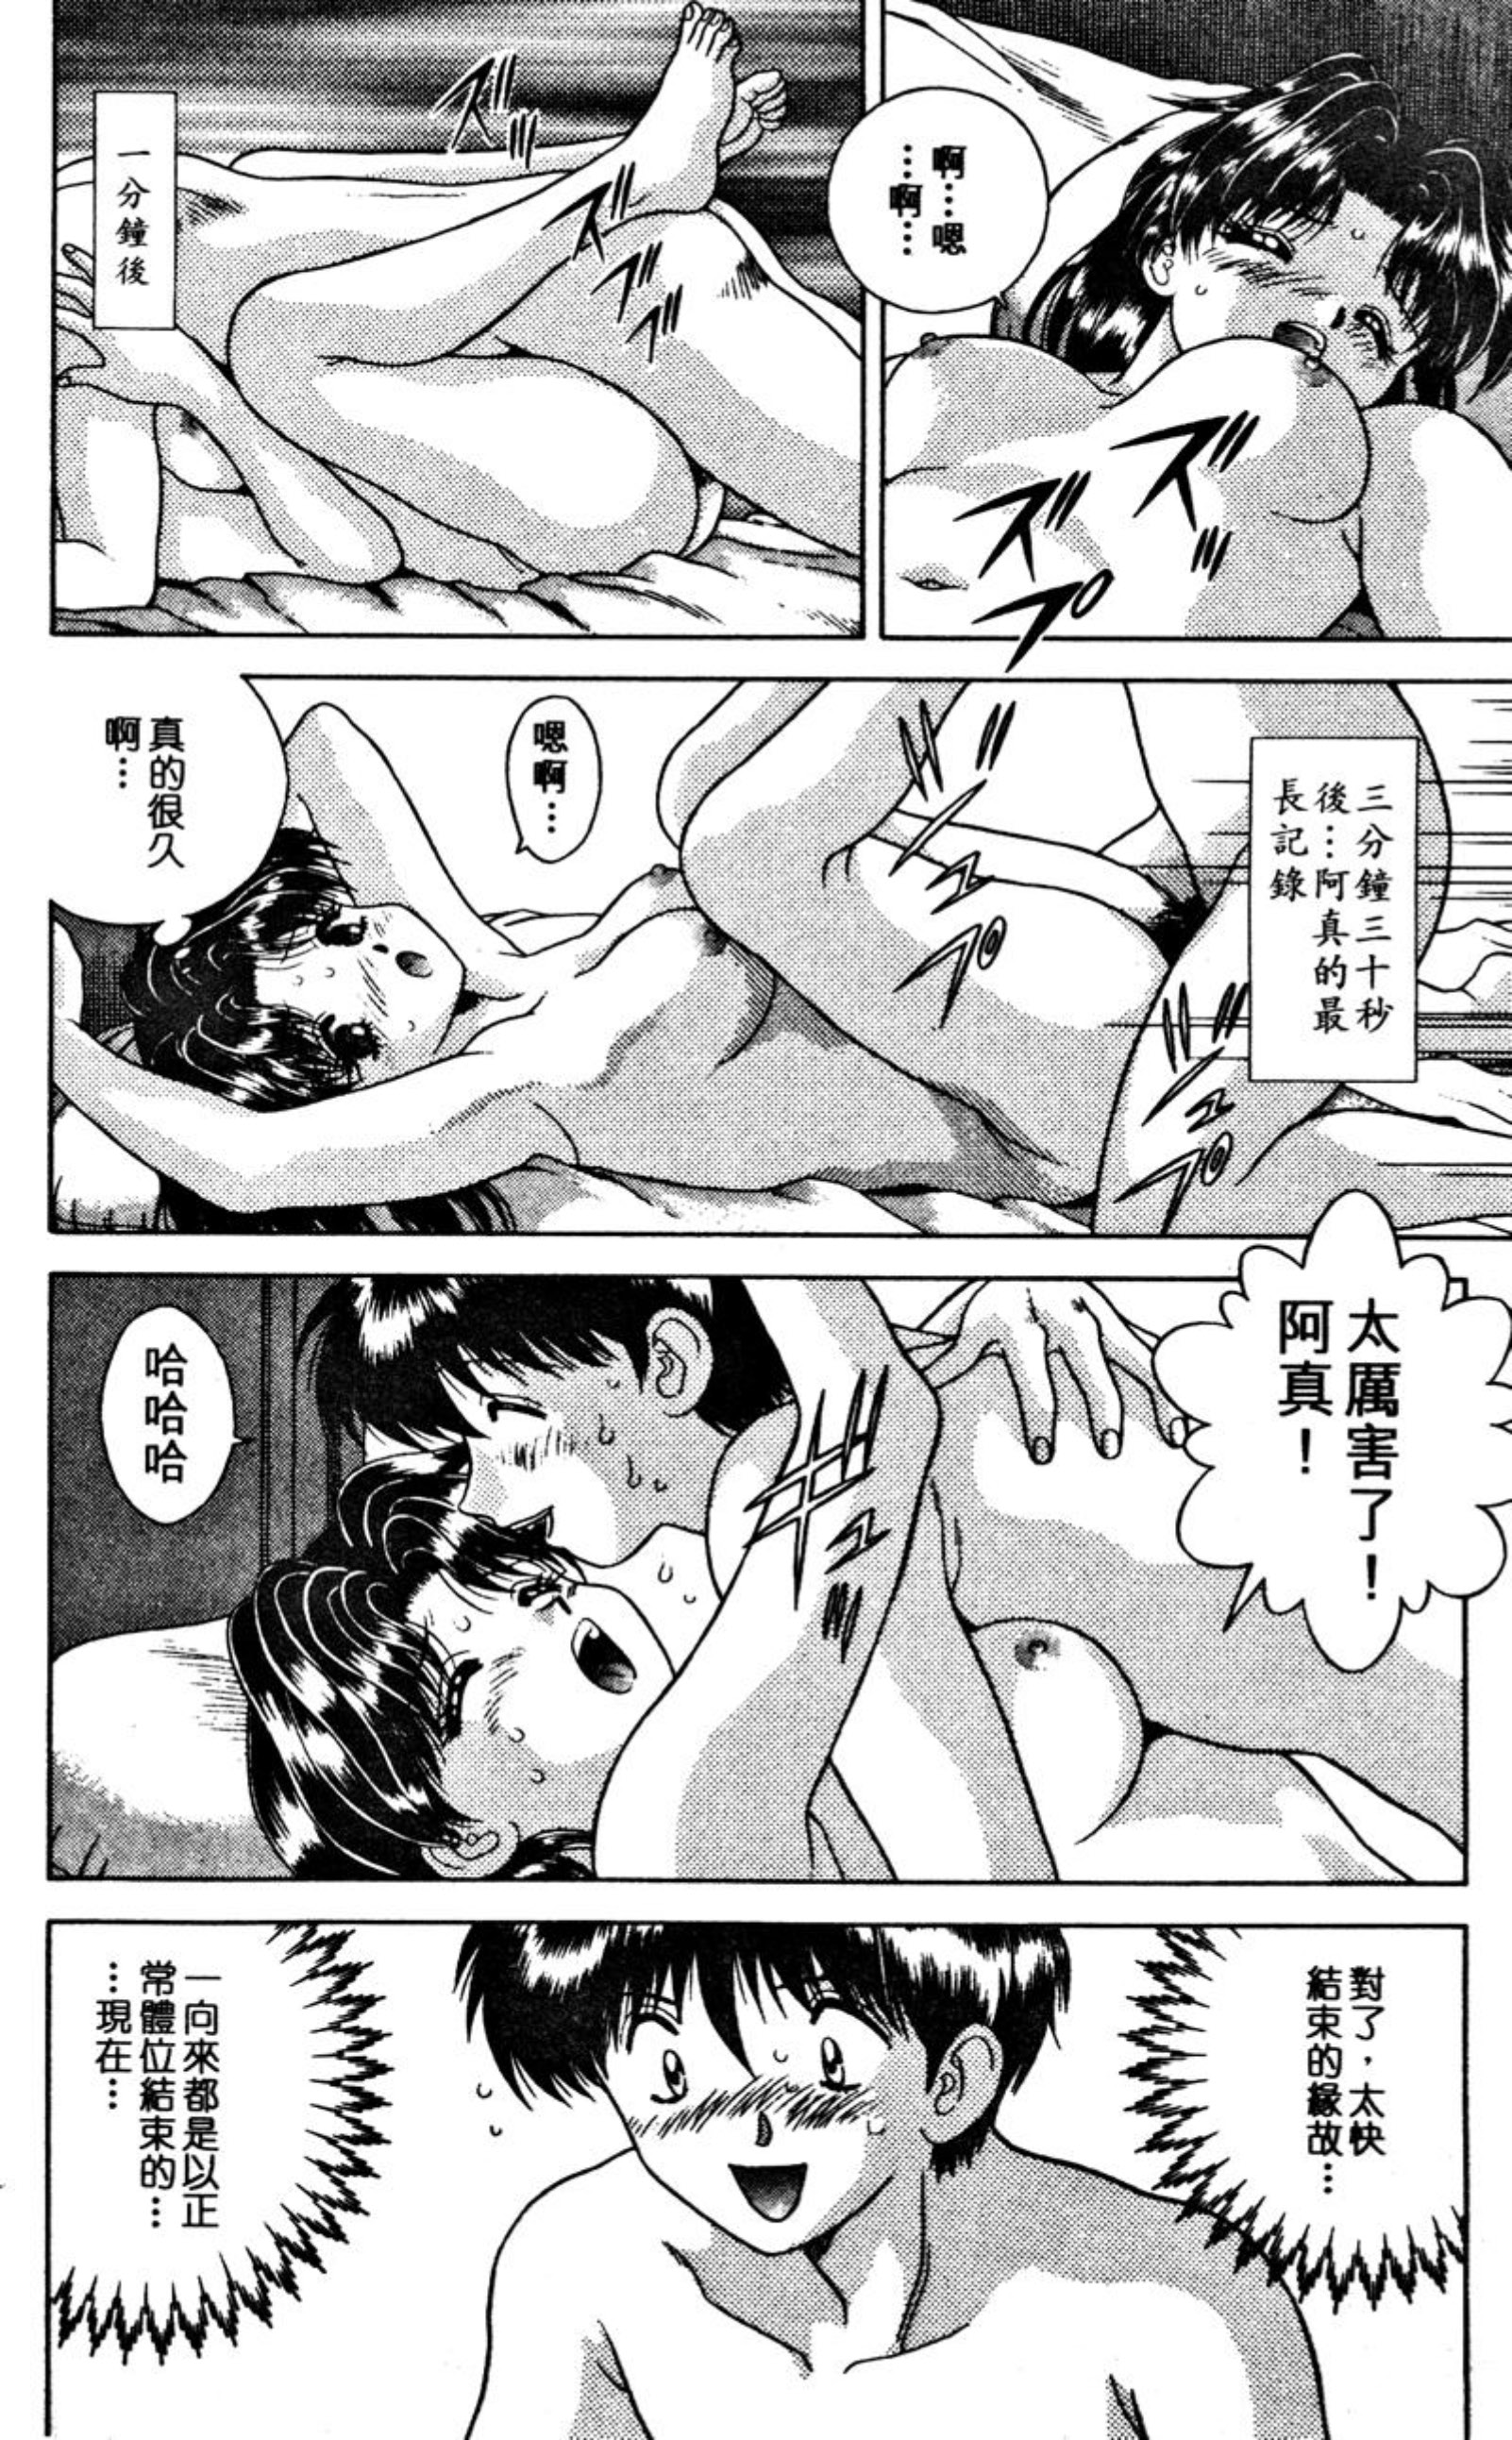 啊…嗯
…啊…
一分鐘後
三分鐘三十秒
後…阿真的最
長記錄
嗯啊…
真的很久
啊…
太厲害了！
阿真！
哈哈哈
對了，太快
結束的緣故…
一向來都是以正
常體位結束的…
…現在…